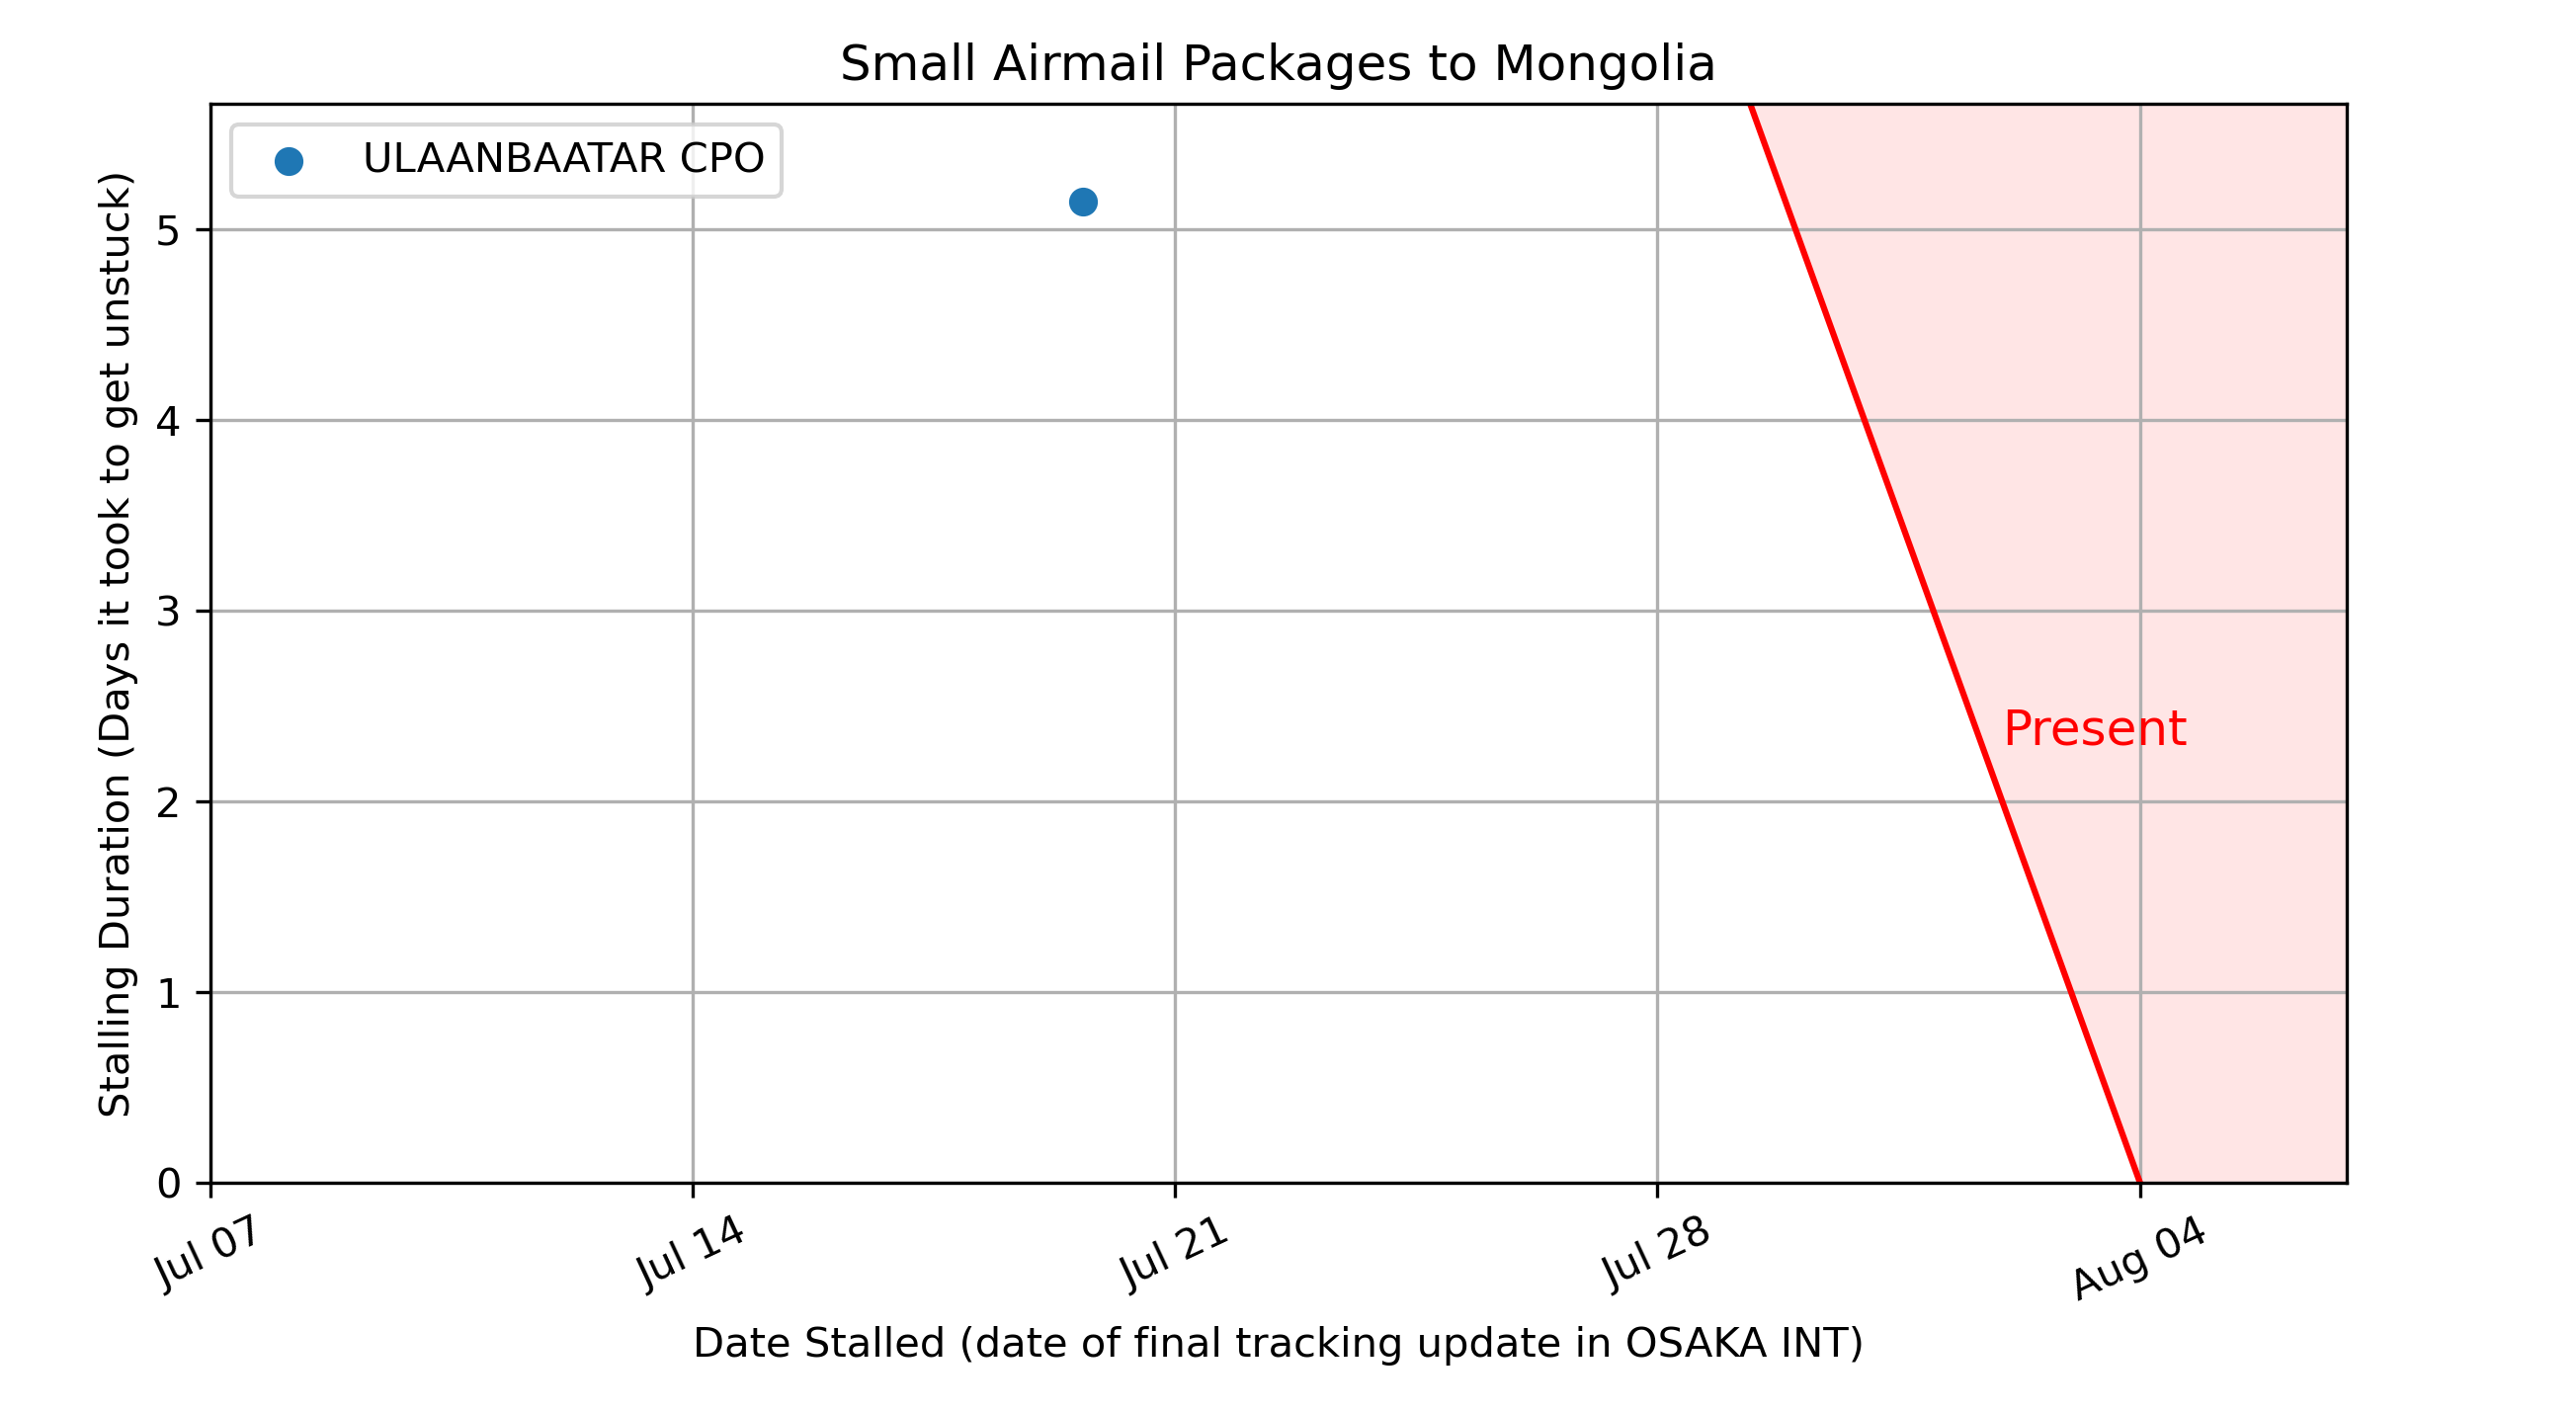 Small Airmail Packages to Mongolia
ULAANBAATAR CPO
Stalling Duration (Days it took to get unstuck)
5
4
3
2
1
0
Present
Jul 07
Jul 14
Jul 21
Jul 28
Aug 04
Date Stalled (date of final tracking update in OSAKA INT)